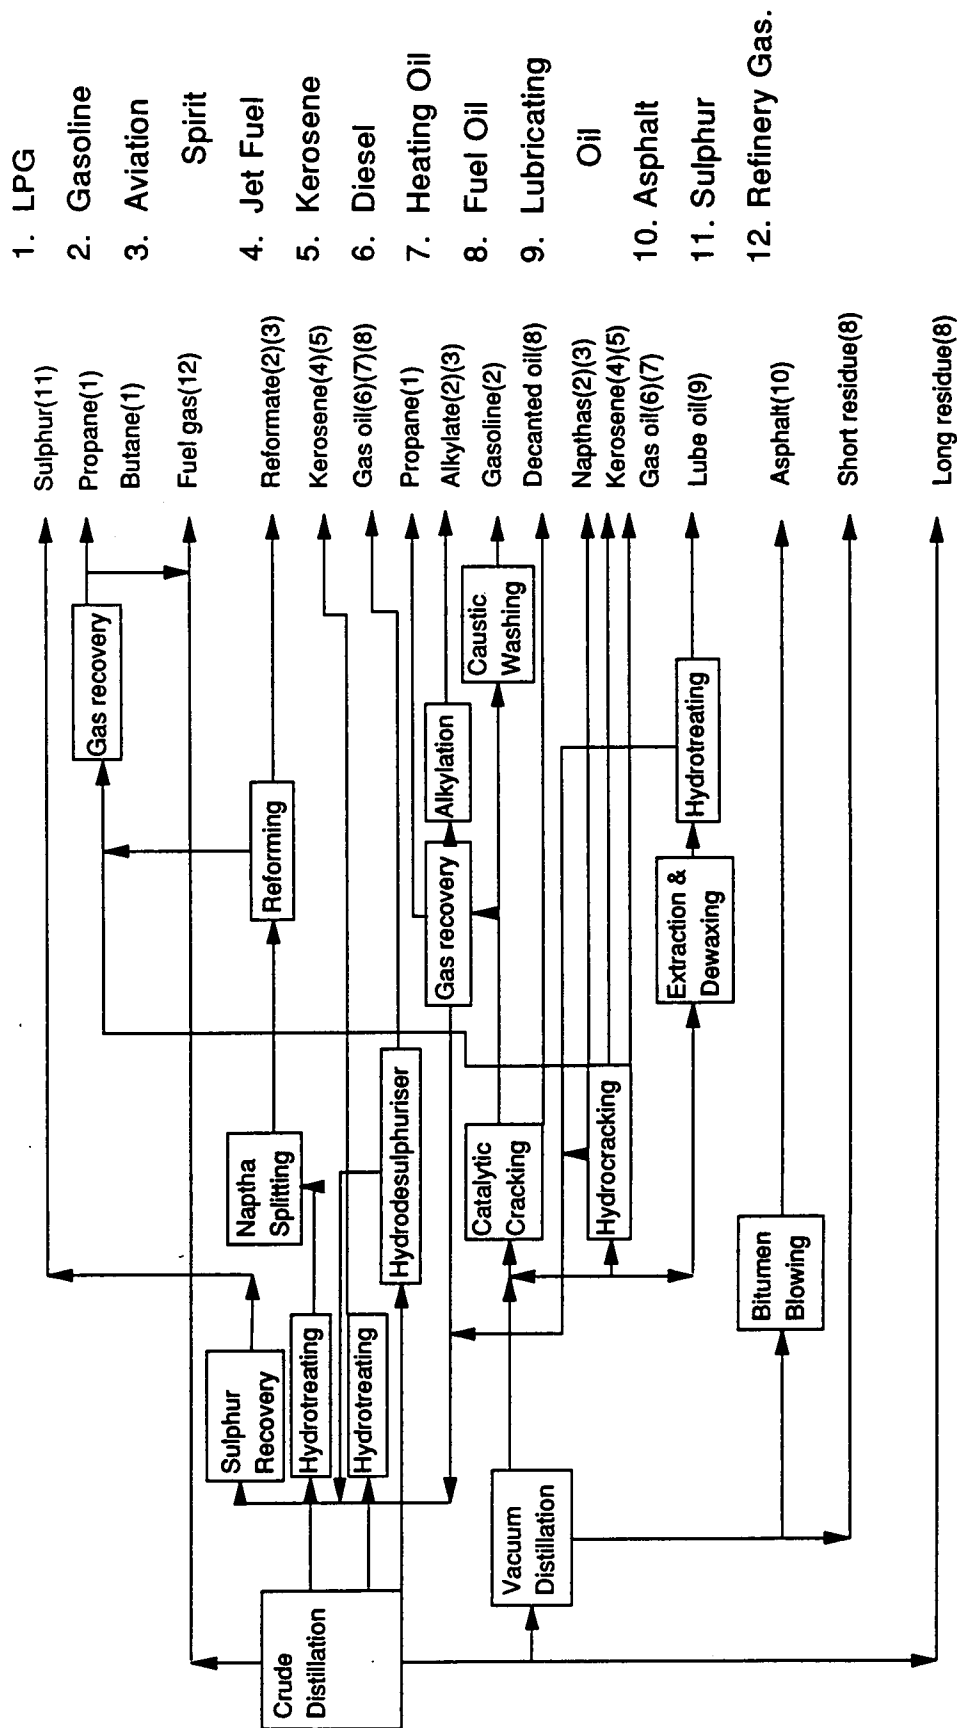 Crude
Distillation
Sulphur
Recovery
Hydrotreating
Hydrotreating
Vacuum
Distillation
Naptha
Splitting
Hydrodesulphuriser
Catalytic
Cracking
Hydrocracking
Bitumen
Blowing
Reforming
Gas recovery
Alkylation
Extraction &
Dewaxing
Hydrotreating
Gas recovery
Caustic
Washing
Sulphur(11)
Propane(1)
Butane(1)
Fuel gas(12)
Reformate(2)(3)
Kerosene(4)(5)
Gas oil(6)(7)(8)
Propane(1)
Alkylate(2)(3)
Gasoline(2)
Decanted oil(8)
Napthas(2)(3)
Kerosene(4)(5)
Gas oil(6)(7)
Lube oil(9)
Asphalt(10)
Short residue(8)
Long residue(8)
1. LPG
2. Gasoline
3. Aviation
Spirit
4. Jet Fuel
5. Kerosene
6. Diesel
7. Heating Oil
8. Fuel Oil
9. Lubricating
Oil
10. Asphalt
11. Sulphur
12. Refinery Gas.